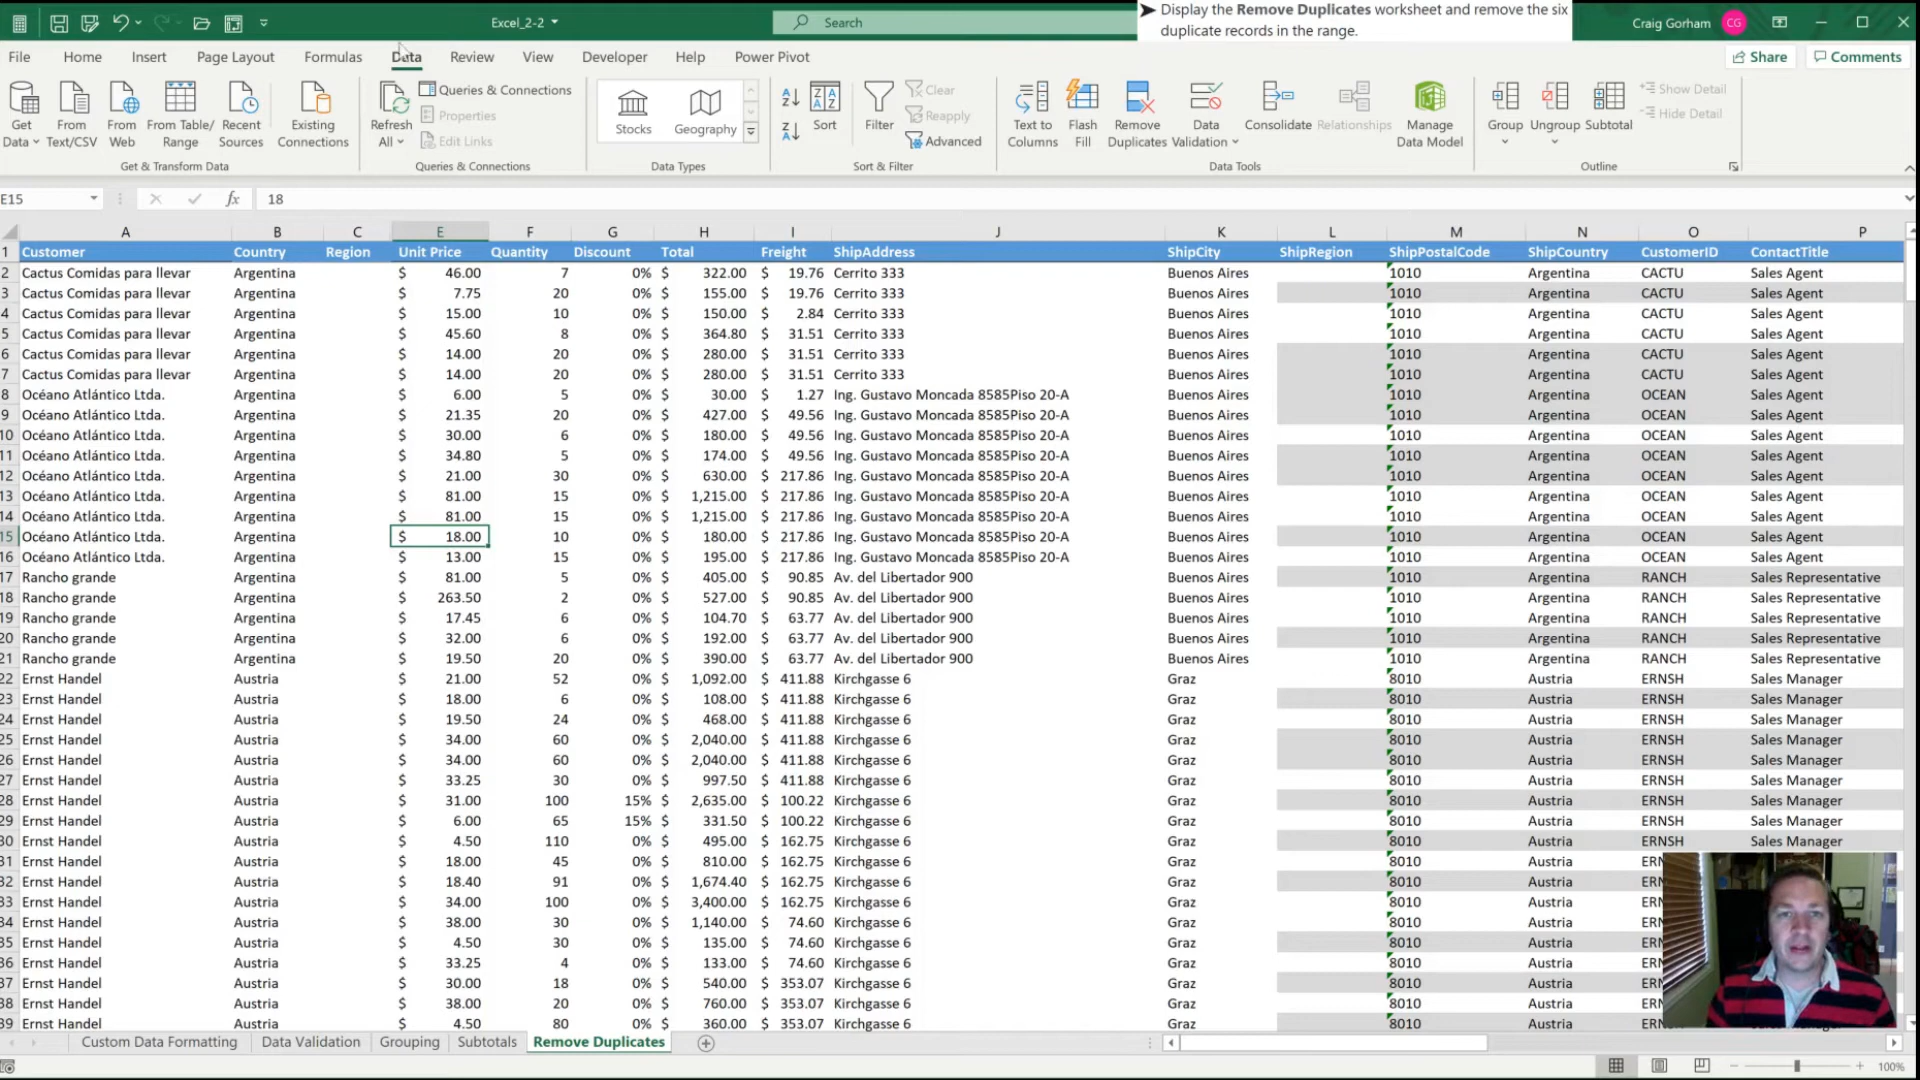 Excel_2-2
Search
➤ Display the Remove Duplicates worksheet and remove the six
duplicate records in the range.
Craig Gorham CG
File Home Insert Page Layout Formulas Data Review View Developer Help Power Pivot
Share Comments
Get Data
From Text/CSV
From Web
From Table/ Range
Recent Sources
Existing Connections
Get & Transform Data
Refresh All
Queries & Connections
Properties
Edit Links
Queries & Connections
Stocks Geography
Data Types
Sort
Filter
Clear
Reapply
Advanced
Sort & Filter
Text to Columns
Flash Fill
Remove Duplicates
Data Validation
Consolidate
Relationships
Manage Data Model
Data Tools
Group
Ungroup
Subtotal
Show Detail
Hide Detail
Outline
E15 fx 18
A B C E F G H I J K L M N O P
1 Customer Country Region Unit Price Quantity Discount Total Freight ShipAddress ShipCity ShipRegion ShipPostalCode ShipCountry CustomerID ContactTitle
2 Cactus Comidas para llevar Argentina $ 46.00 7 0% $ 322.00 $ 19.76 Cerrito 333 Buenos Aires 1010 Argentina CACTU Sales Agent
3 Cactus Comidas para llevar Argentina $ 7.75 20 0% $ 155.00 $ 19.76 Cerrito 333 Buenos Aires 1010 Argentina CACTU Sales Agent
4 Cactus Comidas para llevar Argentina $ 15.00 10 0% $ 150.00 $ 2.84 Cerrito 333 Buenos Aires 1010 Argentina CACTU Sales Agent
5 Cactus Comidas para llevar Argentina $ 45.60 8 0% $ 364.80 $ 31.51 Cerrito 333 Buenos Aires 1010 Argentina CACTU Sales Agent
6 Cactus Comidas para llevar Argentina $ 14.00 20 0% $ 280.00 $ 31.51 Cerrito 333 Buenos Aires 1010 Argentina CACTU Sales Agent
7 Cactus Comidas para llevar Argentina $ 14.00 20 0% $ 280.00 $ 31.51 Cerrito 333 Buenos Aires 1010 Argentina CACTU Sales Agent
8 Océano Atlántico Ltda. Argentina $ 6.00 5 0% $ 30.00 $ 1.27 Ing. Gustavo Moncada 8585Piso 20-A Buenos Aires 1010 Argentina OCEAN Sales Agent
9 Océano Atlántico Ltda. Argentina $ 21.35 20 0% $ 427.00 $ 49.56 Ing. Gustavo Moncada 8585Piso 20-A Buenos Aires 1010 Argentina OCEAN Sales Agent
10 Océano Atlántico Ltda. Argentina $ 30.00 6 0% $ 180.00 $ 49.56 Ing. Gustavo Moncada 8585Piso 20-A Buenos Aires 1010 Argentina OCEAN Sales Agent
11 Océano Atlántico Ltda. Argentina $ 34.80 5 0% $ 174.00 $ 49.56 Ing. Gustavo Moncada 8585Piso 20-A Buenos Aires 1010 Argentina OCEAN Sales Agent
12 Océano Atlántico Ltda. Argentina $ 21.00 30 0% $ 630.00 $ 217.86 Ing. Gustavo Moncada 8585Piso 20-A Buenos Aires 1010 Argentina OCEAN Sales Agent
13 Océano Atlántico Ltda. Argentina $ 81.00 15 0% $ 1,215.00 $ 217.86 Ing. Gustavo Moncada 8585Piso 20-A Buenos Aires 1010 Argentina OCEAN Sales Agent
14 Océano Atlántico Ltda. Argentina $ 81.00 15 0% $ 1,215.00 $ 217.86 Ing. Gustavo Moncada 8585Piso 20-A Buenos Aires 1010 Argentina OCEAN Sales Agent
15 Océano Atlántico Ltda. Argentina $ 18.00 10 0% $ 180.00 $ 217.86 Ing. Gustavo Moncada 8585Piso 20-A Buenos Aires 1010 Argentina OCEAN Sales Agent
16 Océano Atlántico Ltda. Argentina $ 13.00 15 0% $ 195.00 $ 217.86 Ing. Gustavo Moncada 8585Piso 20-A Buenos Aires 1010 Argentina OCEAN Sales Agent
17 Rancho grande Argentina $ 81.00 5 0% $ 405.00 $ 90.85 Av. del Libertador 900 Buenos Aires 1010 Argentina RANCH Sales Representative
18 Rancho grande Argentina $ 263.50 2 0% $ 527.00 $ 90.85 Av. del Libertador 900 Buenos Aires 1010 Argentina RANCH Sales Representative
19 Rancho grande Argentina $ 17.45 6 0% $ 104.70 $ 63.77 Av. del Libertador 900 Buenos Aires 1010 Argentina RANCH Sales Representative
20 Rancho grande Argentina $ 32.00 6 0% $ 192.00 $ 63.77 Av. del Libertador 900 Buenos Aires 1010 Argentina RANCH Sales Representative
21 Rancho grande Argentina $ 19.50 20 0% $ 390.00 $ 63.77 Av. del Libertador 900 Buenos Aires 1010 Argentina RANCH Sales Representative
22 Ernst Handel Austria $ 21.00 52 0% $ 1,092.00 $ 411.88 Kirchgasse 6 Graz 8010 Austria ERNSH Sales Manager
23 Ernst Handel Austria $ 18.00 6 0% $ 108.00 $ 411.88 Kirchgasse 6 Graz 8010 Austria ERNSH Sales Manager
24 Ernst Handel Austria $ 19.50 24 0% $ 468.00 $ 411.88 Kirchgasse 6 Graz 8010 Austria ERNSH Sales Manager
25 Ernst Handel Austria $ 34.00 60 0% $ 2,040.00 $ 411.88 Kirchgasse 6 Graz 8010 Austria ERNSH Sales Manager
26 Ernst Handel Austria $ 34.00 60 0% $ 2,040.00 $ 411.88 Kirchgasse 6 Graz 8010 Austria ERNSH Sales Manager
27 Ernst Handel Austria $ 33.25 30 0% $ 997.50 $ 411.88 Kirchgasse 6 Graz 8010 Austria ERNSH Sales Manager
28 Ernst Handel Austria $ 31.00 100 15% $ 2,635.00 $ 100.22 Kirchgasse 6 Graz 8010 Austria ERNSH Sales Manager
29 Ernst Handel Austria $ 6.00 65 15% $ 331.50 $ 100.22 Kirchgasse 6 Graz 8010 Austria ERNSH Sales Manager
30 Ernst Handel Austria $ 4.50 110 0% $ 495.00 $ 162.75 Kirchgasse 6 Graz 8010 Austria ERNSH Sales Manager
31 Ernst Handel Austria $ 18.00 45 0% $ 810.00 $ 162.75 Kirchgasse 6 Graz 8010 Austria
32 Ernst Handel Austria $ 18.40 91 0% $ 1,674.40 $ 162.75 Kirchgasse 6 Graz 8010 Austria
33 Ernst Handel Austria $ 34.00 100 0% $ 3,400.00 $ 162.75 Kirchgasse 6 Graz 8010 Austria
34 Ernst Handel Austria $ 38.00 30 0% $ 1,140.00 $ 74.60 Kirchgasse 6 Graz 8010 Austria
35 Ernst Handel Austria $ 4.50 30 0% $ 135.00 $ 74.60 Kirchgasse 6 Graz 8010 Austria
36 Ernst Handel Austria $ 33.25 4 0% $ 133.00 $ 74.60 Kirchgasse 6 Graz 8010 Austria
37 Ernst Handel Austria $ 30.00 18 0% $ 540.00 $ 353.07 Kirchgasse 6 Graz 8010 Austria
38 Ernst Handel Austria $ 38.00 20 0% $ 760.00 $ 353.07 Kirchgasse 6 Graz 8010 Austria
39 Ernst Handel Austria $ 4.50 80 0% $ 360.00 $ 353.07 Kirchgasse 6 Graz 8010 Austria
Custom Data Formatting Data Validation Grouping Subtotals Remove Duplicates
100%